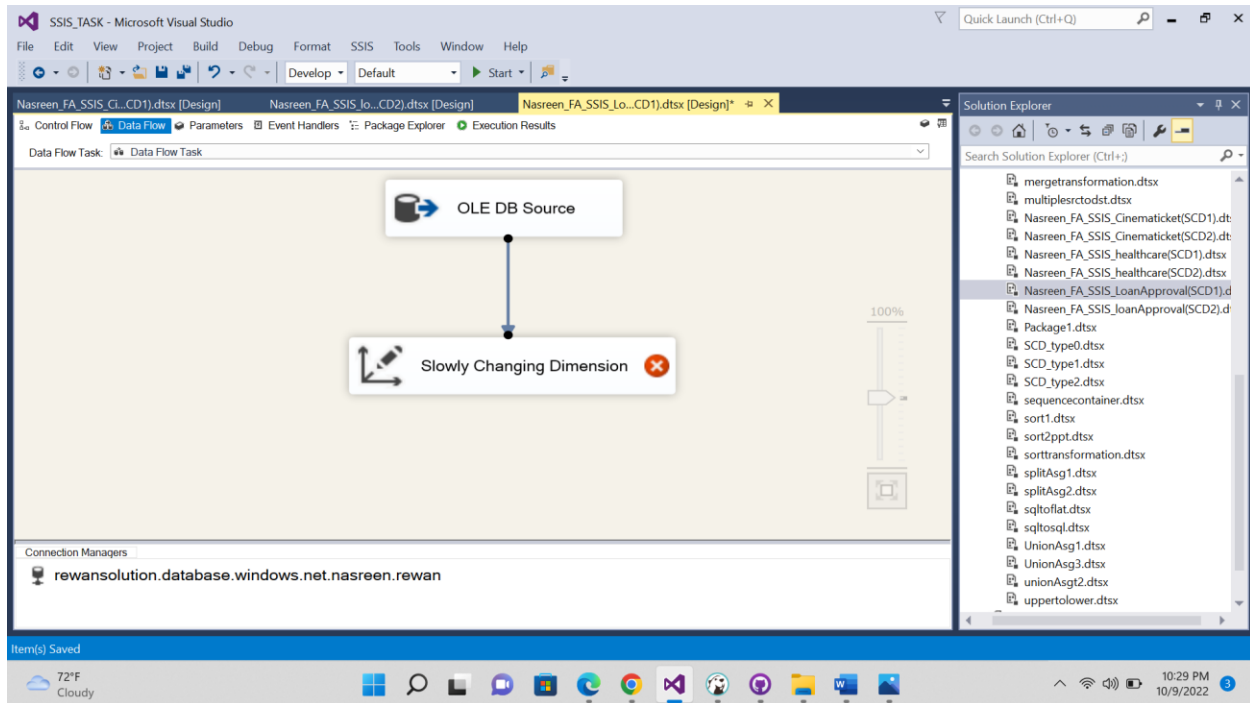 SSIS_TASK - Microsoft Visual Studio
Quick Launch (Ctrl+Q)
File Edit View Project Build Debug Format SSIS Tools Window Help
Develop Default Start
Nasreen_FA_SSIS_Ci...CD1).dtsx [Design] Nasreen_FA_SSIS_lo...CD2).dtsx [Design] Nasreen_FA_SSIS_Lo...CD1).dtsx [Design]*
Control Flow Data Flow Parameters Event Handlers Package Explorer Execution Results
Data Flow Task: Data Flow Task
OLE DB Source
Slowly Changing Dimension
100%
Connection Managers
rewansolution.database.windows.net.nasreen.rewan
Solution Explorer
Search Solution Explorer (Ctrl+;)
mergetransformation.dtsx
multiplesrctodst.dtsx
Nasreen_FA_SSIS_Cinematicket(SCD1).dts
Nasreen_FA_SSIS_Cinematicket(SCD2).dts
Nasreen_FA_SSIS_healthcare(SCD1).dtsx
Nasreen_FA_SSIS_healthcare(SCD2).dtsx
Nasreen_FA_SSIS_LoanApproval(SCD1).d
Nasreen_FA_SSIS_loanApproval(SCD2).d
Package1.dtsx
SCD_type0.dtsx
SCD_type1.dtsx
SCD_type2.dtsx
sequencecontainer.dtsx
sort1.dtsx
sort2ppt.dtsx
sorttransformation.dtsx
splitAsg1.dtsx
splitAsg2.dtsx
sqltoflat.dtsx
sqltosql.dtsx
UnionAsg1.dtsx
UnionAsg3.dtsx
unionAsgt2.dtsx
uppertolower.dtsx
Item(s) Saved
72°F
Cloudy
10:29 PM
10/9/2022
3